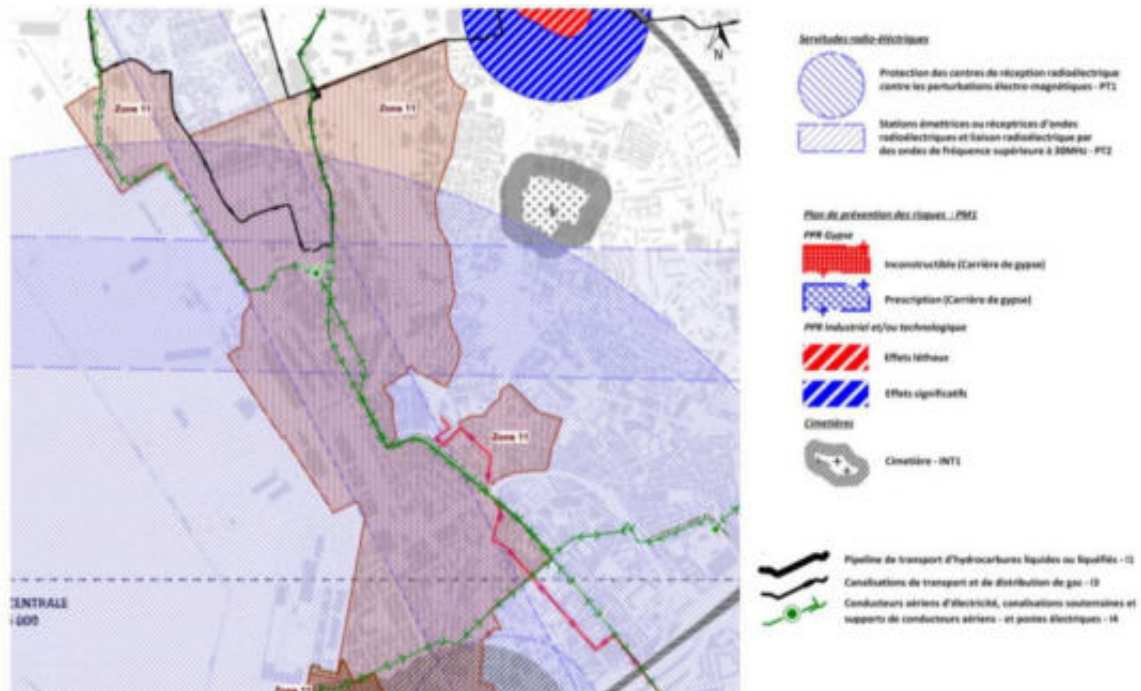 Zone 11
Zone 11
Zone 11
CENTRALE
N
Servitudes radio-éléctriques
Protection des centres de réception radioélectrique
contre les perturbations électro-magnétiques - PT1
Stations émettrices ou réceptrices d'ondes
radioélectriques et liaison radioélectrique par
des ondes de fréquence supérieure à 30MHz - PT2
Plan de prévention des risques : PM1
PPR Gypse
Inconstructible (Carrière de gypse)
Prescription (Carrière de gypse)
PPR Industriel et/ou technologique
Effets léthaux
Effets significatifs
Cimetières
Cimetière - INT1
Pipeline de transport d'hydrocarbures liquides ou liquéfiés - I1
Canalisations de transport et de distribution de gaz - I3
Conducteurs aériens d'électricité, canalisations souterraines et
supports de conducteurs aériens - et postes électriques - I4